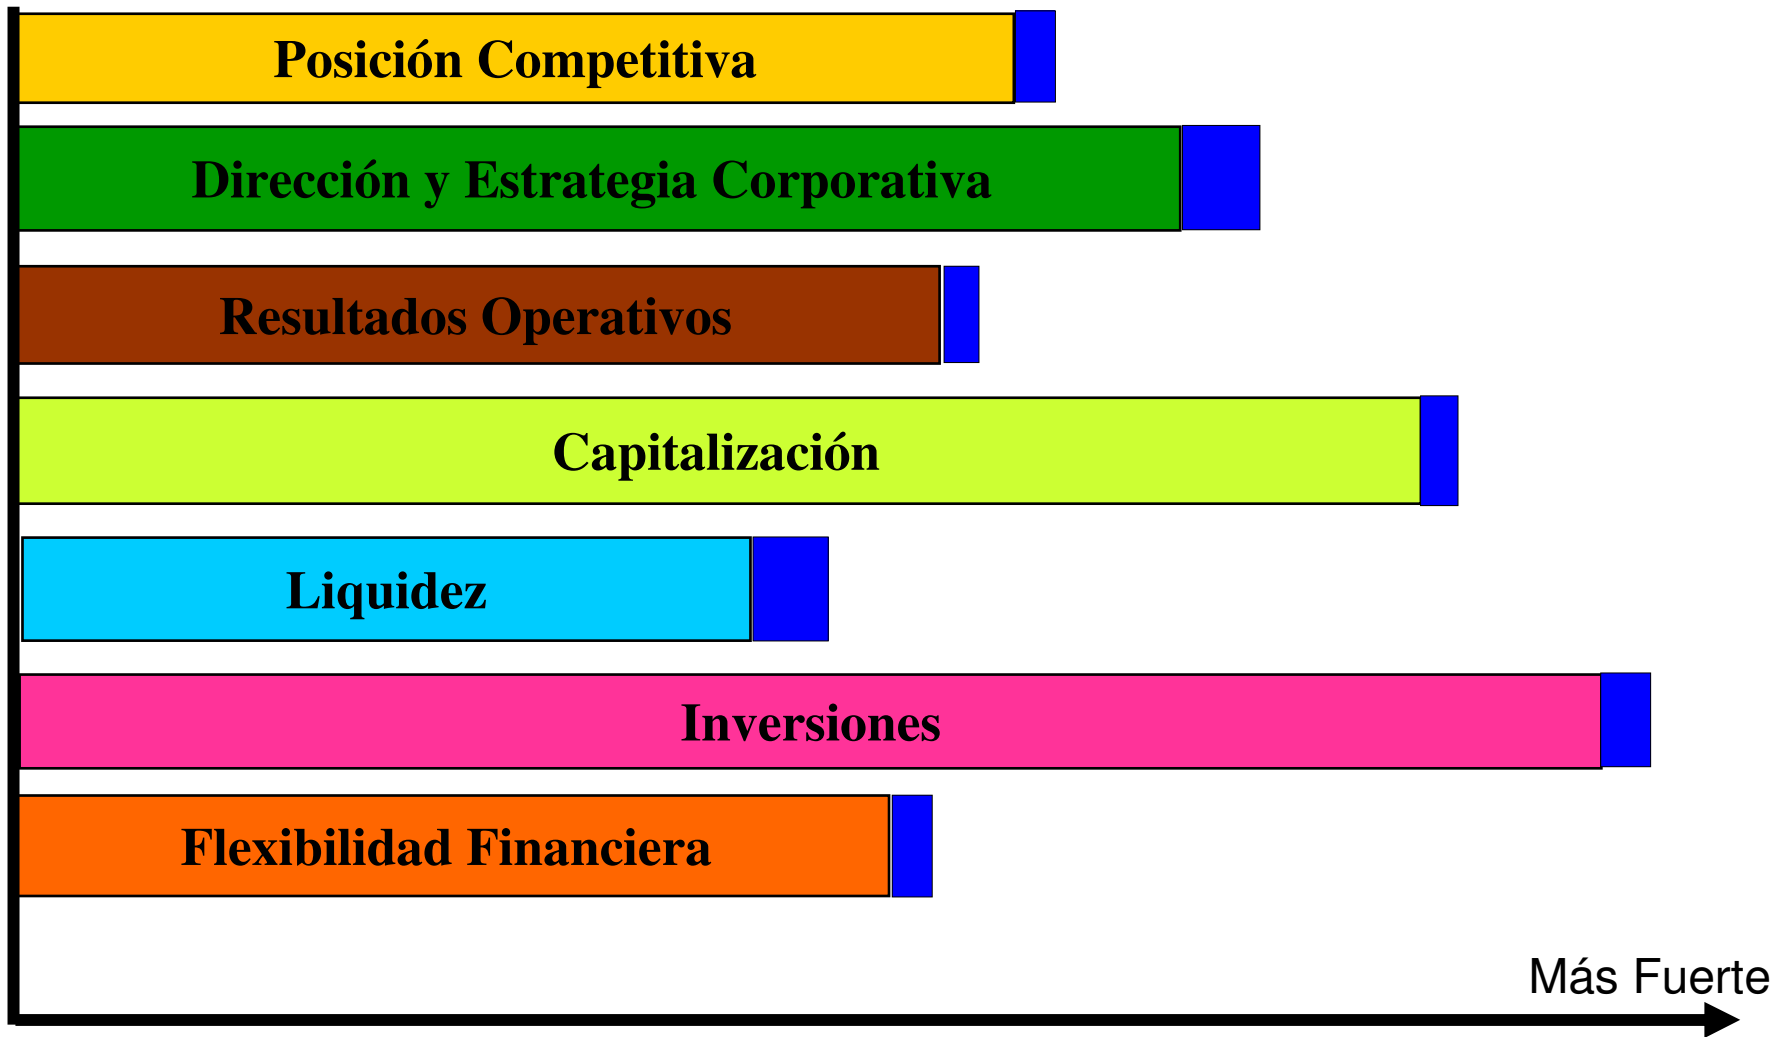 Posición Competitiva
Dirección y Estrategia Corporativa
Resultados Operativos
Capitalización
Liquidez
Inversiones
Flexibilidad Financiera
Más Fuerte